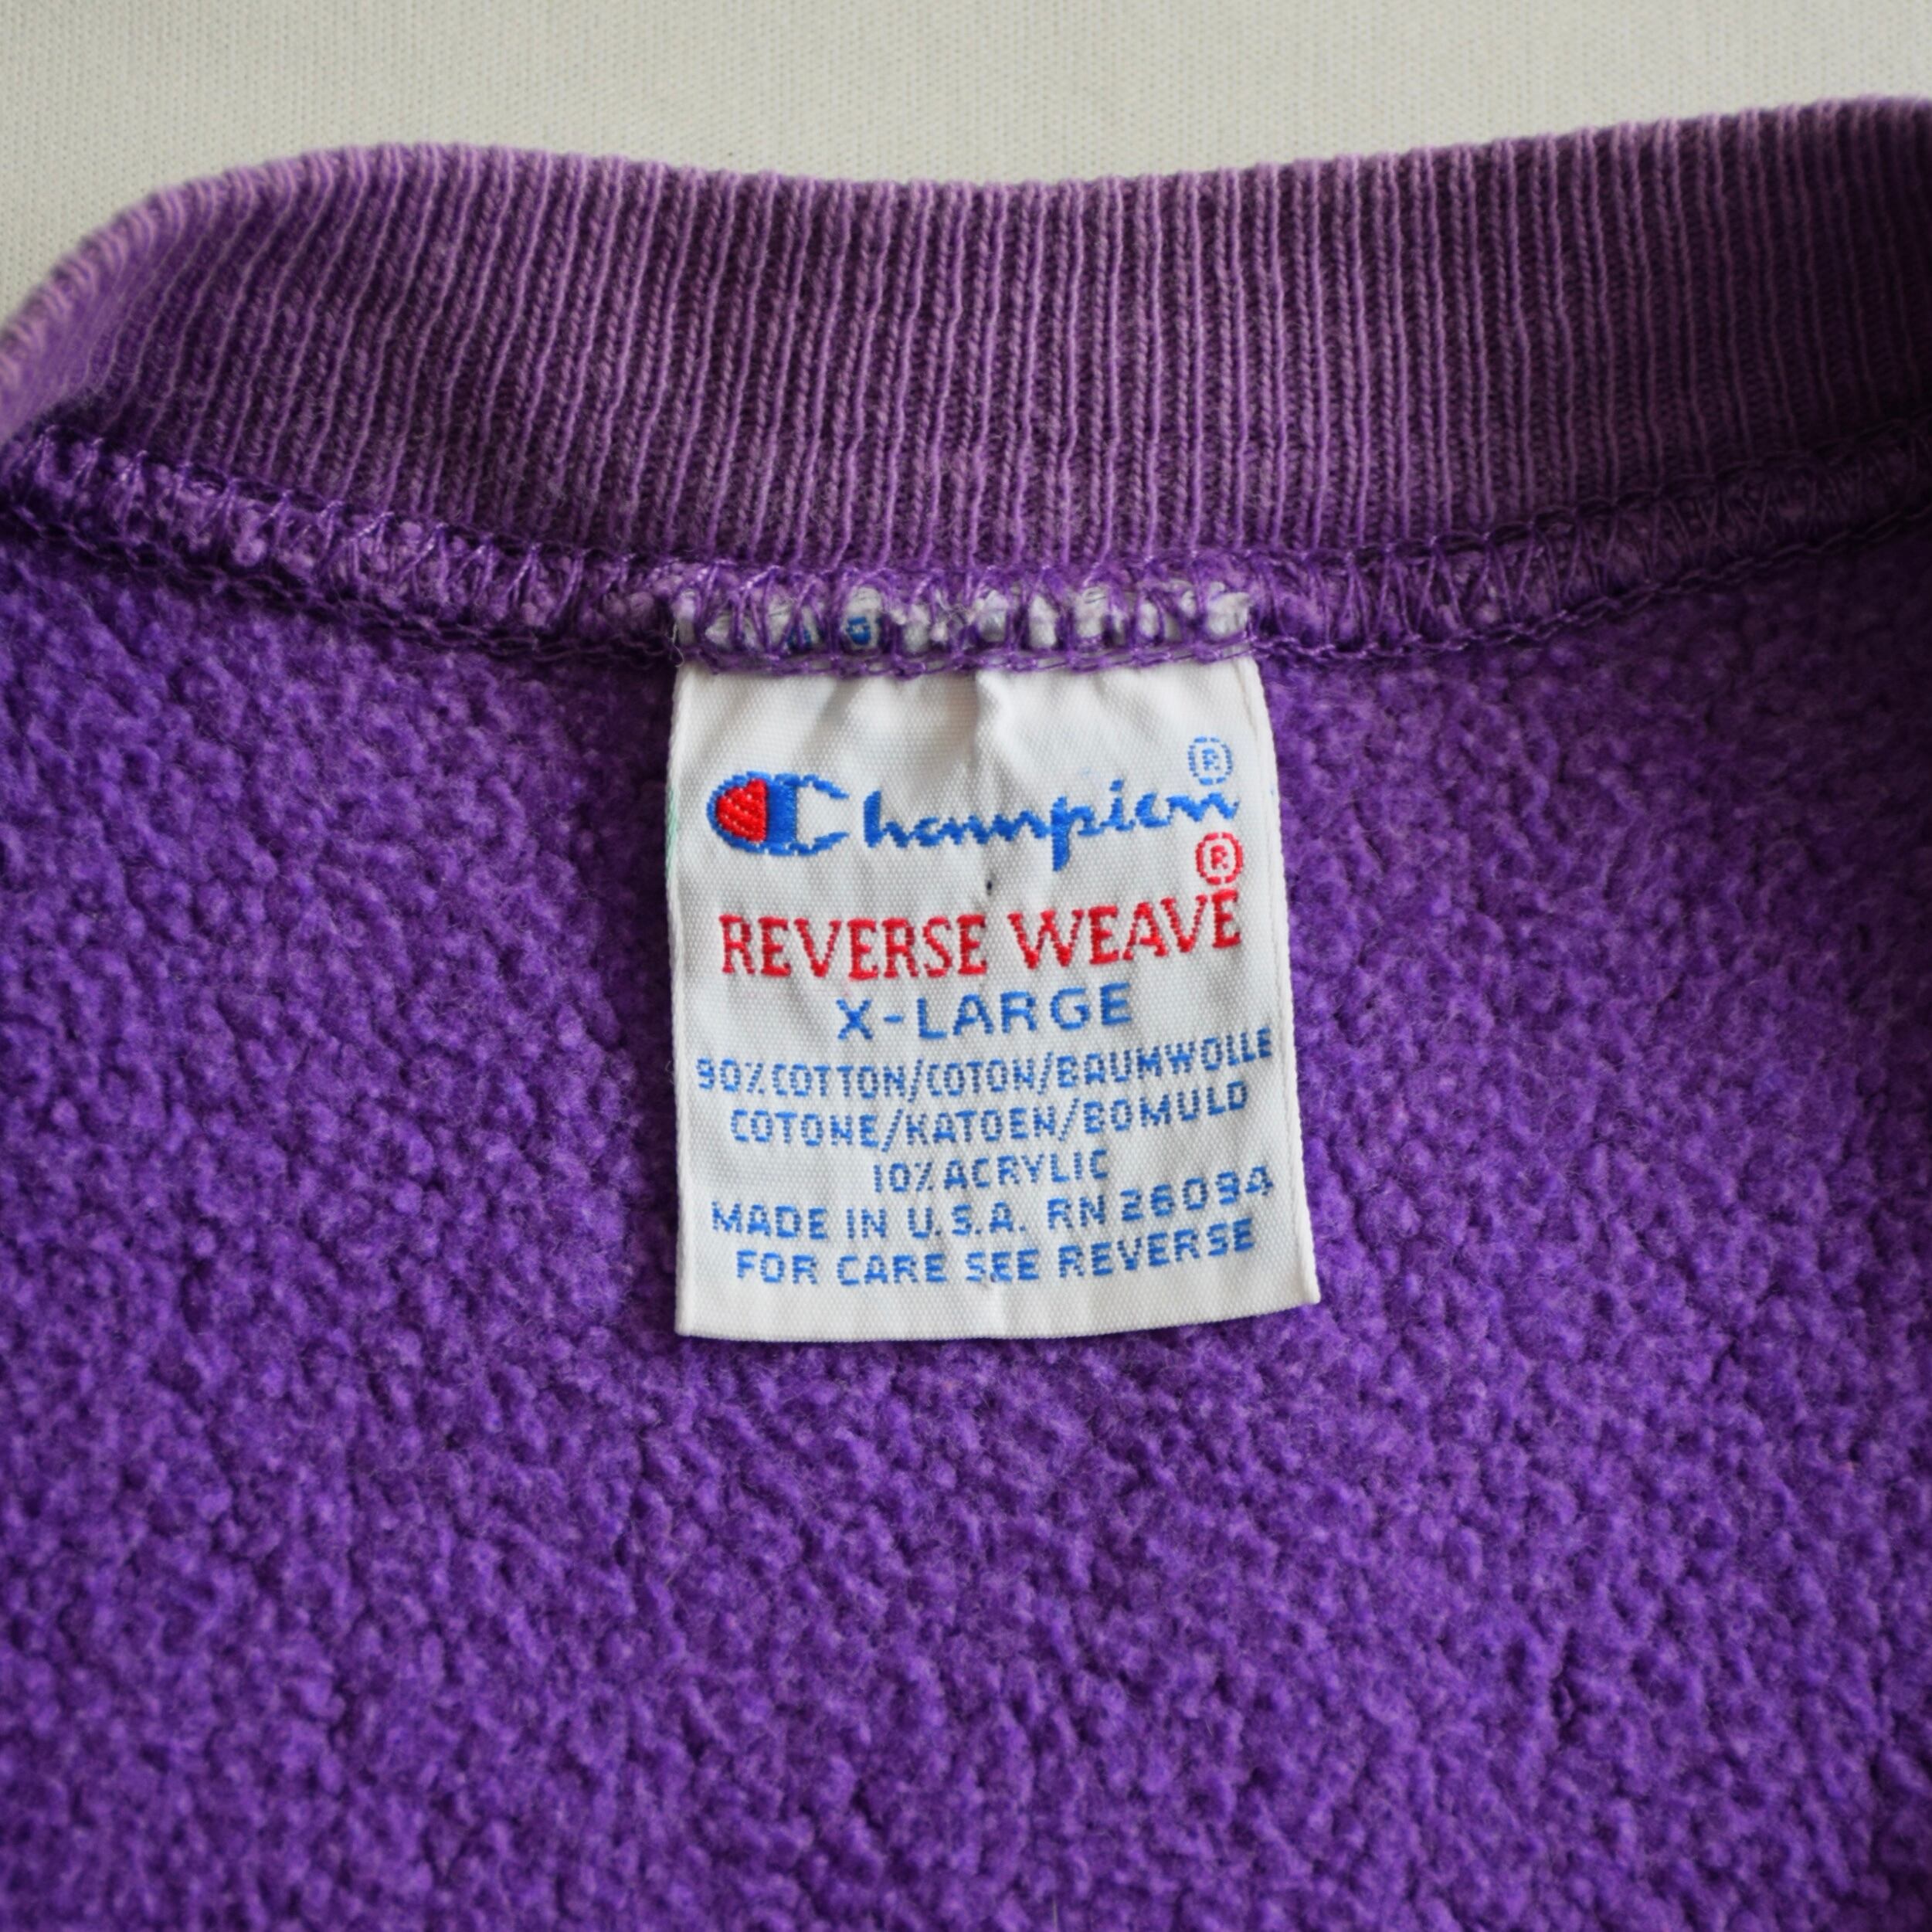 Champion®
REVERSE WEAVE®
X-LARGE
90% COTTON/COTON/BAUMWOLLE
COTONE/KATOEN/BOMULD
10% ACRYLIC
MADE IN U.S.A. RN 26094
FOR CARE SEE REVERSE